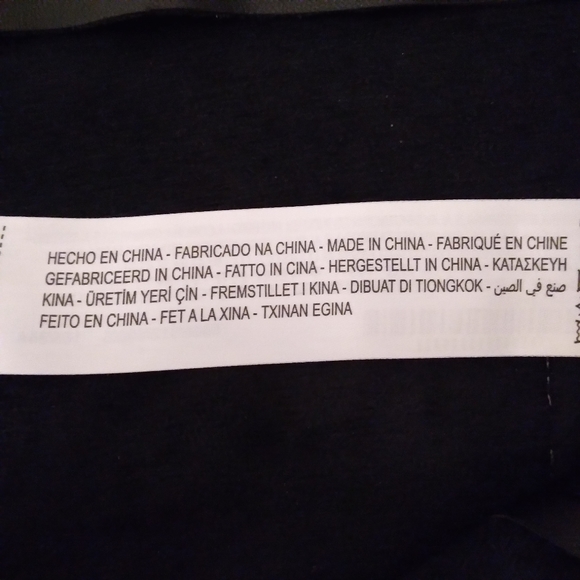 HECHO EN CHINA - FABRICADO NA CHINA - MADE IN CHINA - FABRIQUÉ EN CHINE
GEFABRICEERD IN CHINA - FATTO IN CINA - HERGESTELLT IN CHINA - ΚΑΤΑΣΚΕΥΗ
ΚΙΝΑ - ÜRETİM YERİ ÇİN - FREMSTILLET I KINA - DIBUAT DI TIONGKOK - صنع في الصين
FEITO EN CHINA - FET A LA XINA - TXINAN EGINA